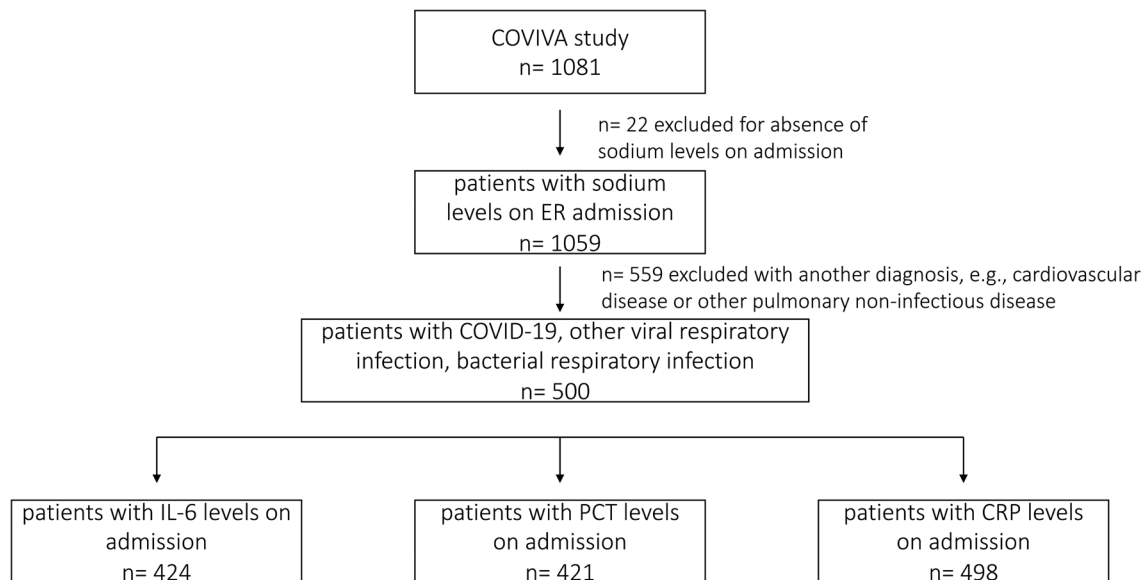 COVIVA study
n= 1081
n= 22 excluded for absence of
sodium levels on admission
patients with sodium
levels on ER admission
n= 1059
n= 559 excluded with another diagnosis, e.g., cardiovascular
disease or other pulmonary non-infectious disease
patients with COVID-19, other viral respiratory
infection, bacterial respiratory infection
n= 500
patients with IL-6 levels on
admission
n= 424
patients with PCT levels
on admission
n= 421
patients with CRP levels
on admission
n= 498